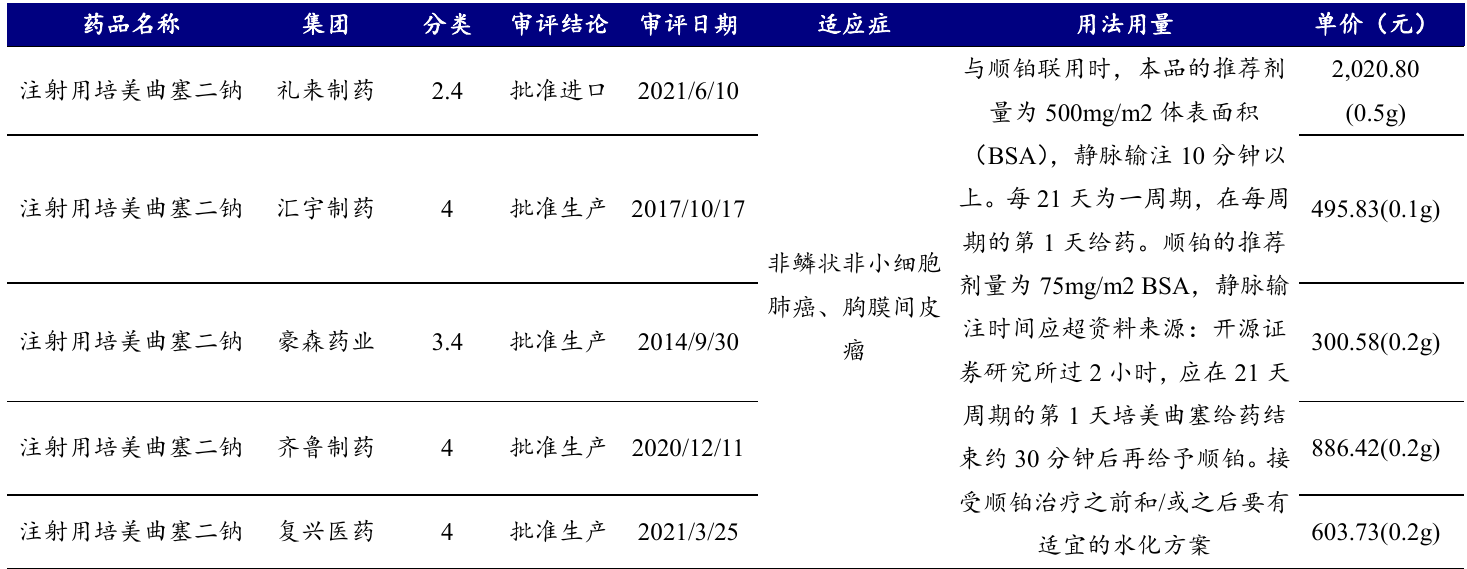 药品名称 集团 分类 审评结论 审评日期 适应症 用法用量 单价（元）
注射用培美曲塞二钠 礼来制药 2.4 批准进口 2021/6/10
2,020.80
(0.5g)
注射用培美曲塞二钠 汇宇制药 4 批准生产 2017/10/17
495.83(0.1g)
注射用培美曲塞二钠 豪森药业 3.4 批准生产 2014/9/30
300.58(0.2g)
注射用培美曲塞二钠 齐鲁制药 4 批准生产 2020/12/11
886.42(0.2g)
注射用培美曲塞二钠 复兴医药 4 批准生产 2021/3/25
603.73(0.2g)
非鳞状非小细胞
肺癌、胸膜间皮
瘤
与顺铂联用时，本品的推荐剂
量为 500mg/m2 体表面积
（BSA），静脉输注 10 分钟以
上。每 21 天为一周期，在每周
期的第 1 天给药。顺铂的推荐
剂量为 75mg/m2 BSA，静脉输
注时间应超资料来源：开源证
券研究所过 2 小时，应在 21 天
周期的第 1 天培美曲塞给药结
束约 30 分钟后再给予顺铂。接
受顺铂治疗之前和/或之后要有
适宜的水化方案